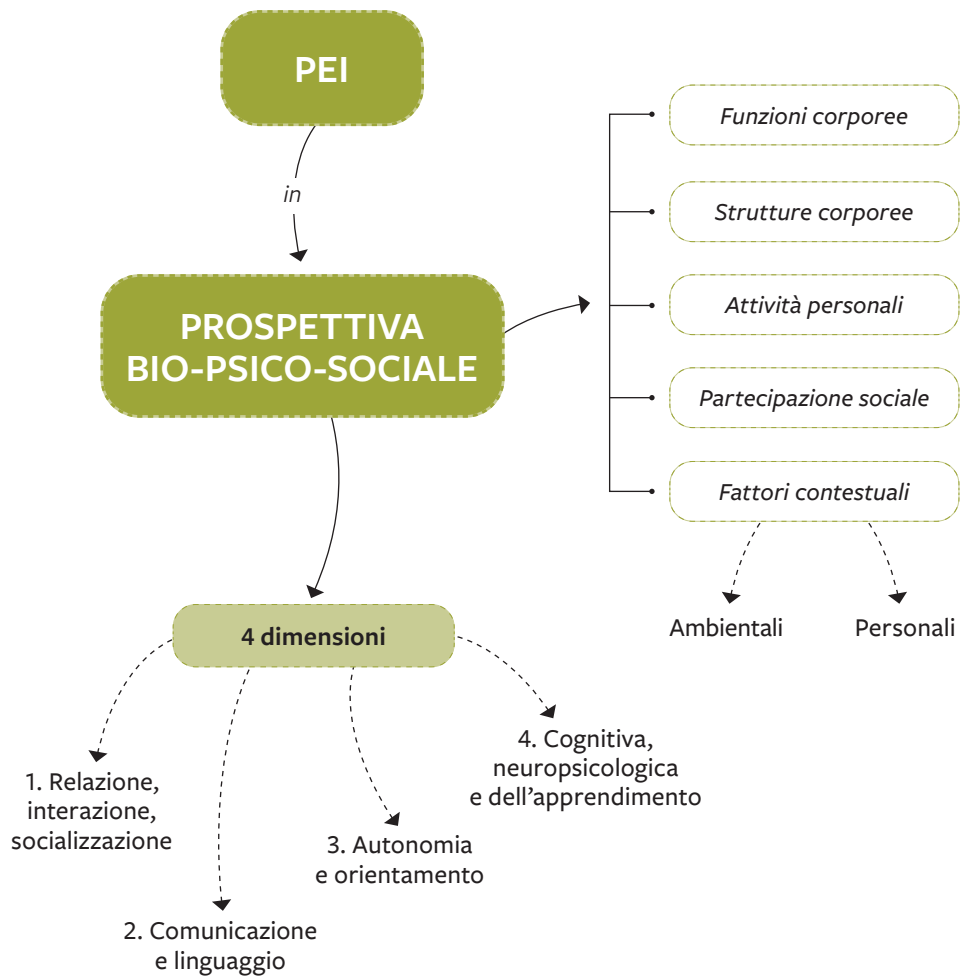 PEI
in
PROSPETTIVA
BIO-PSICO-SOCIALE
Funzioni corporee
Strutture corporee
Attività personali
Partecipazione sociale
Fattori contestuali
Ambientali
Personali
4 dimensioni
1. Relazione,
interazione,
socializzazione
2. Comunicazione
e linguaggio
3. Autonomia
e orientamento
4. Cognitiva,
neuropsicologica
e dell’apprendimento